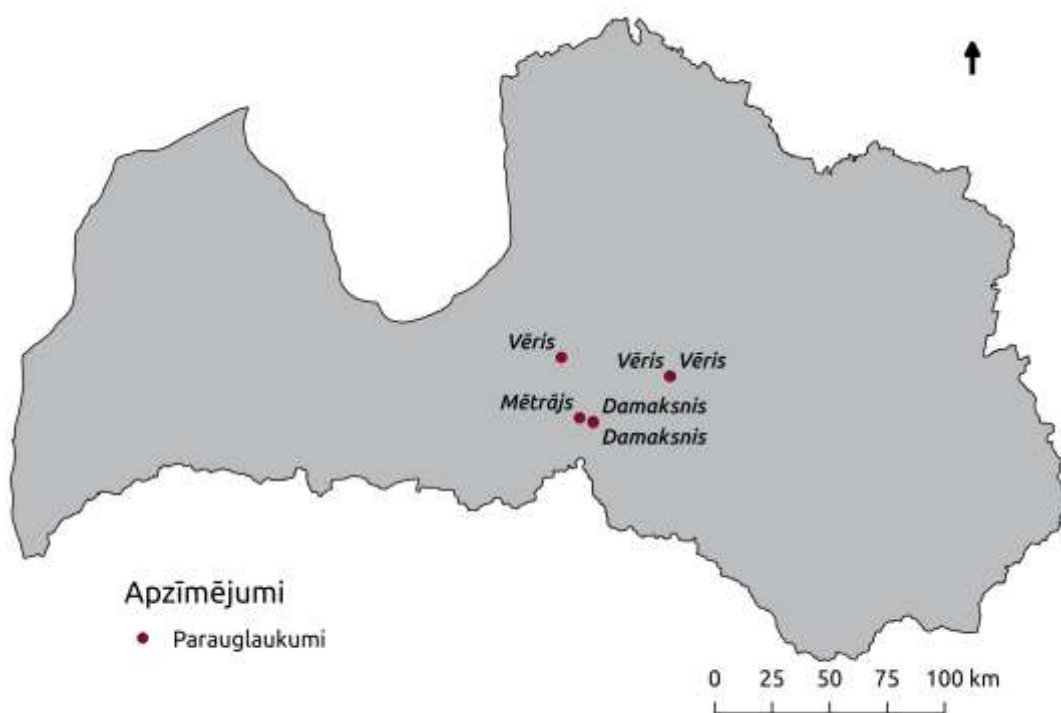 Vēris
Vēris Vēris
Mētrājs Damaksnis
Damaksnis
Apzīmējumi
Parauglaukumi
0 25 50 75 100 km